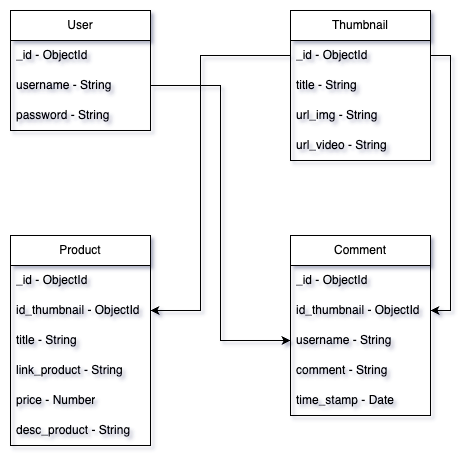 User
_id - ObjectId
username - String
password - String
Thumbnail
_id - ObjectId
title - String
url_img - String
url_video - String
Product
_id - ObjectId
id_thumbnail - ObjectId
title - String
link_product - String
price - Number
desc_product - String
Comment
_id - ObjectId
id_thumbnail - ObjectId
username - String
comment - String
time_stamp - Date